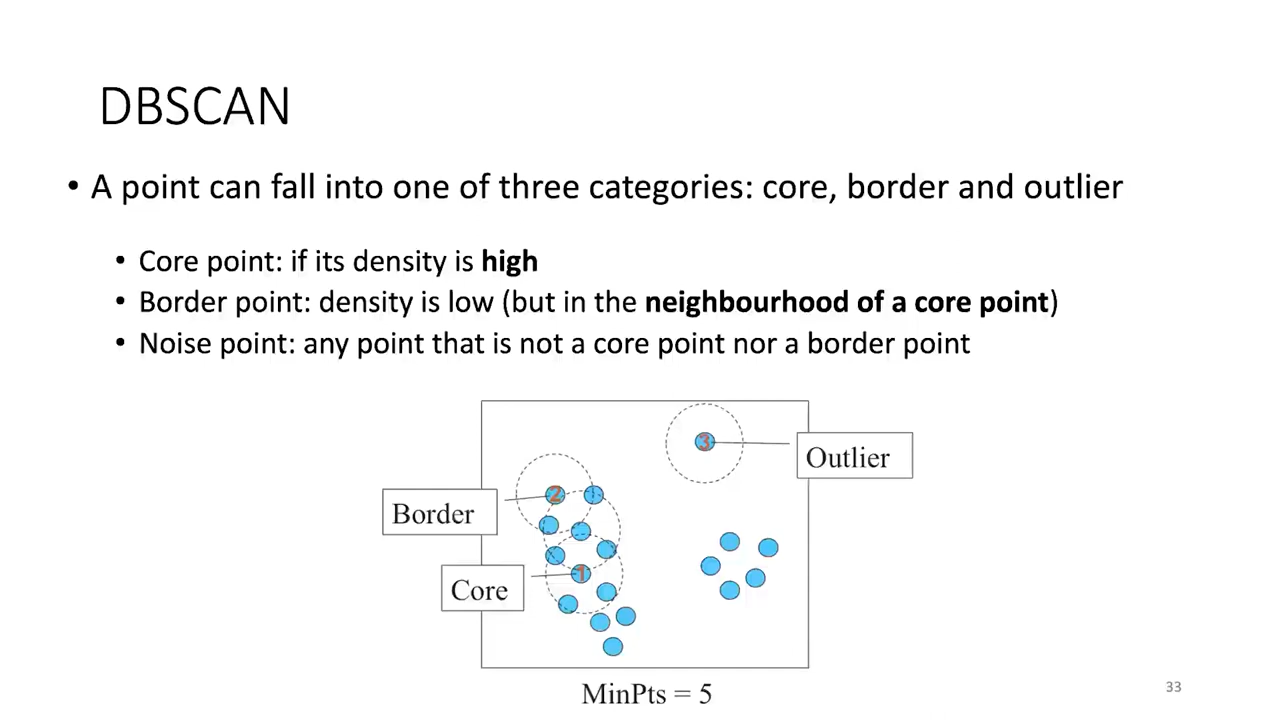 DBSCAN
• A point can fall into one of three categories: core, border and outlier
• Core point: if its density is high
• Border point: density is low (but in the neighbourhood of a core point)
• Noise point: any point that is not a core point nor a border point
3
Outlier
2
Border
1
Core
MinPts = 5
33